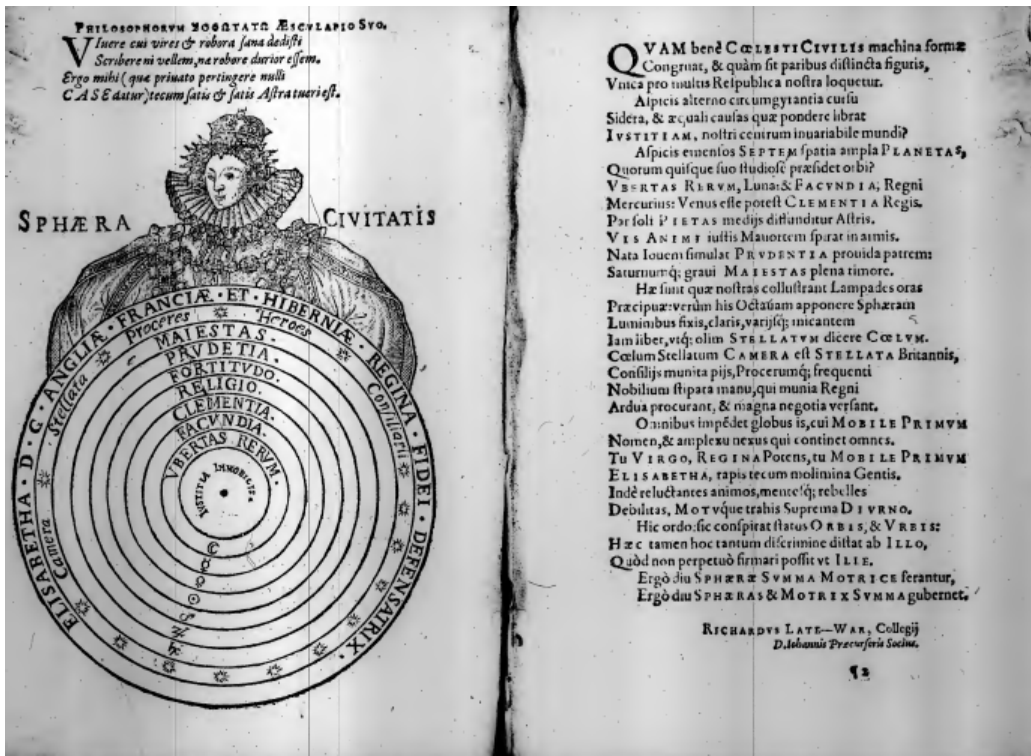 PHILOSOPHORVM ÆSCVLAPIO SVO.
VIuere cui vires & robora sana dedisti
Scribere ni vellem, na robore durior essem.
Ergo mihi (quæ priuato pertingere nulli
CASE datur) tecum satis & satis Astra tueri est.
SPHÆRA CIVITATIS
ELISABETHA · D · G · ANGLIÆ · FRANCIÆ · ET · HIBERNIÆ · REGINA · FIDEI · DEFENSATRIX ·
Camera Stellata Proceres Heroes Consiliarii
MAIESTAS.
PRVDETIA.
FORTITVDO.
RELIGIO.
CLEMENTIA.
FACVNDIA.
VBERTAS RERVM.
IVSTITIA IMMOBILIS
☾
☿
♀
☉
♂
♃
♄
QVAM benè CŒLESTI CIVILIS machina formæ
Congruat, & quàm sit paribus distincta figuris,
Vnica pro multis Respublica nostra loquetur.
Aspicis alterno circumgyrantia cursu
Sidera, & æquali causas quæ pondere librat
IVSTITIAM, nostri centrum inuariabile mundi?
Aspicis emensos SEPTEM spatia ampla PLANETAS,
Quorum quisque suo studiosè præsidet orbi?
VBERTAS RERVM, Luna: & FACVNDIA, Regni
Mercurius: Venus esse potest CLEMENTIA Regis.
Par soli PIETAS medijs diffunditur Astris.
VIS ANIMI iustis Mauortem spirat in armis.
Nata Iouem simulat PRVDENTIA prouida patrem:
Saturnumq; graui MAIESTAS plena timore.
Hæ sunt quæ nostras collustrant Lampades oras
Præcipuæ: verùm his Octauam apponere Sphæram
Luminibus fixis, claris, varijsq; micantem
Iam liber, vtq; olim STELLATVM dicere CŒLVM.
Cœlum Stellatum CAMERA est STELLATA Britannis,
Consilijs munita pijs, Procerumq; frequenti
Nobilium stipata manu, qui munia Regni
Ardua procurant, & magna negotia versant.
Omnibus impēdet globus is, cui MOBILE PRIMVM
Nomen, & amplexu nexus qui continet omnes.
Tu VIRGO, REGINA Potens, tu MOBILE PRIMVM
ELISABETHA, rapis tecum molimina Gentis.
Indè reluctantes animos, mentesq; rebelles
Debilitas, MOTVque trahis Suprema DIVRNO.
Hic ordo: sic conspirat status ORBIS, & VRBIS:
Hæc tamen hoc tantum discrimine distat ab ILLO,
Quòd non perpetuò firmari possit vt ILLE.
Ergò diu SPHÆRÆ SVMMA MOTRICE ferantur,
Ergò diu SPHÆRAS & MOTRIX SVMMA gubernet.
RICHARDVS LATE—WAR, Collegij
D. Iohannis Præcursoris Socius.
¶2